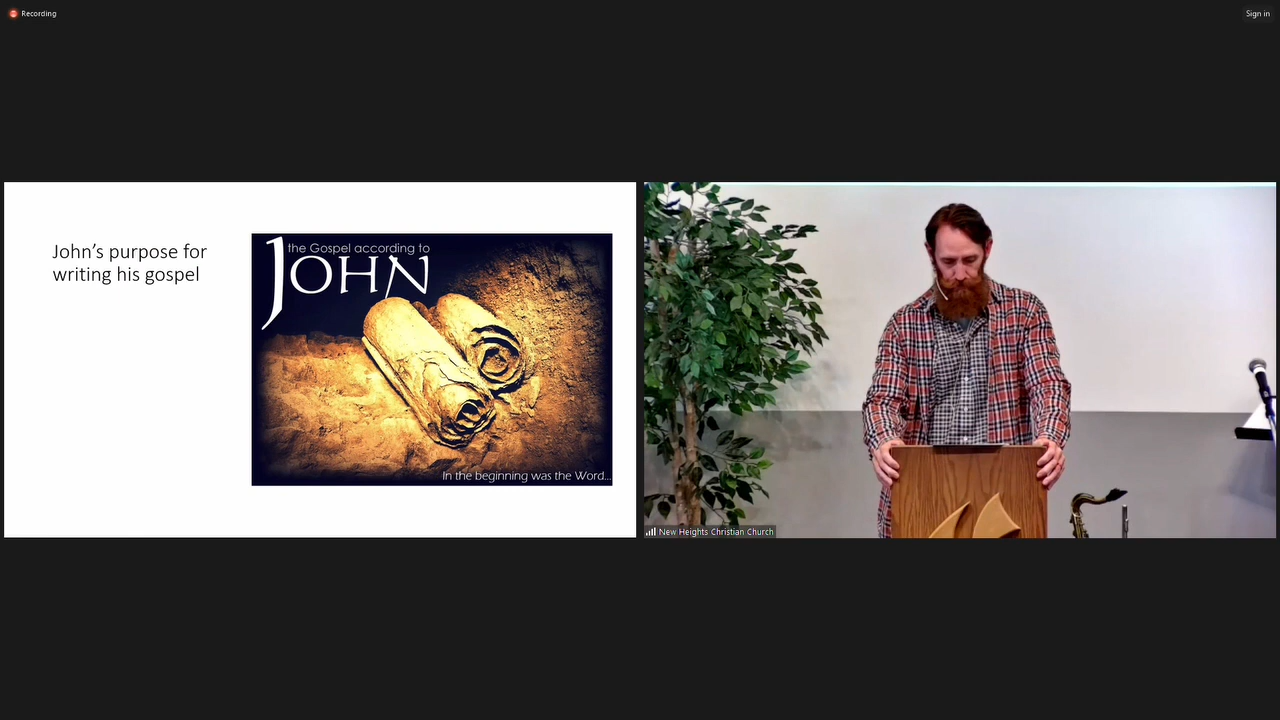 Recording
Sign in
John’s purpose for
writing his gospel
the Gospel according to
JOHN
In the beginning was the Word...
New Heights Christian Church